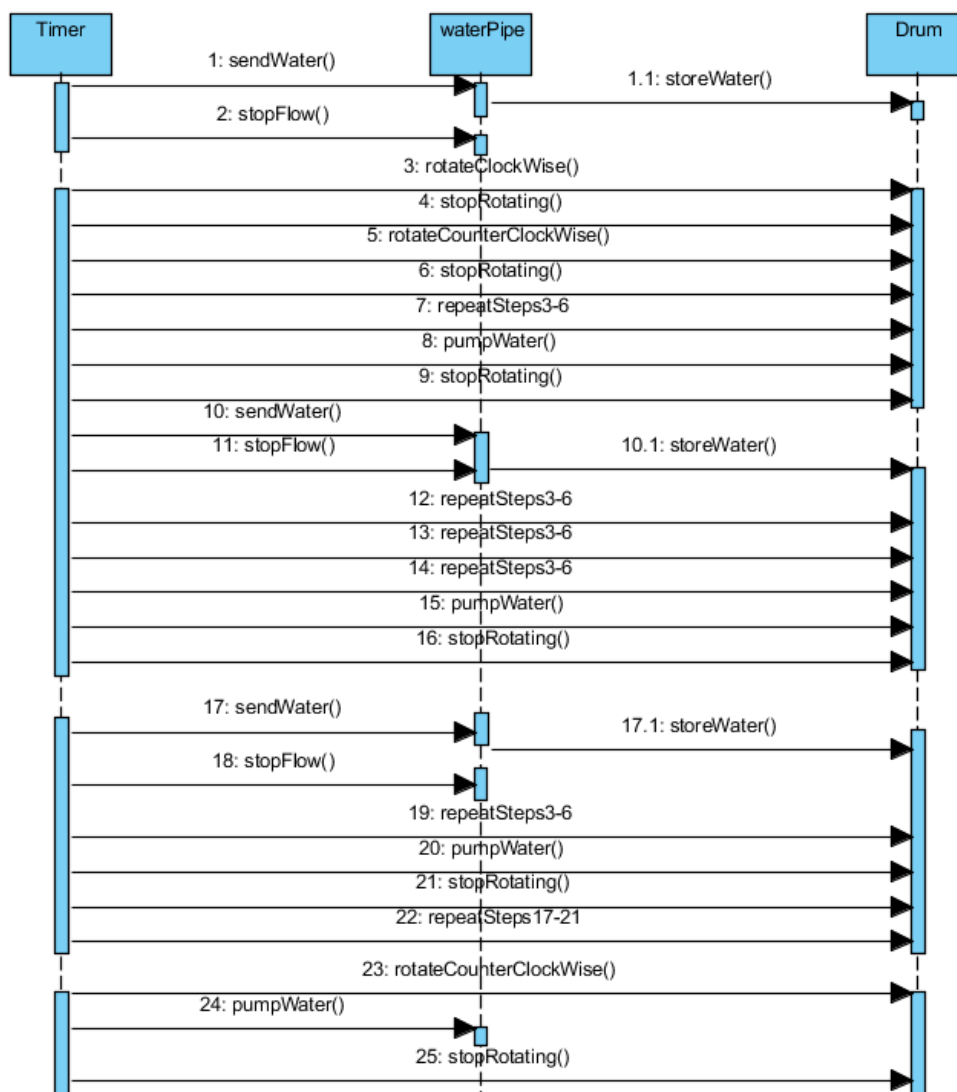 Timer
waterPipe
Drum
1: sendWater()
1.1: storeWater()
2: stopFlow()
3: rotateClockWise()
4: stopRotating()
5: rotateCounterClockWise()
6: stopRotating()
7: repeatSteps3-6
8: pumpWater()
9: stopRotating()
10: sendWater()
11: stopFlow()
10.1: storeWater()
12: repeatSteps3-6
13: repeatSteps3-6
14: repeatSteps3-6
15: pumpWater()
16: stopRotating()
17: sendWater()
17.1: storeWater()
18: stopFlow()
19: repeatSteps3-6
20: pumpWater()
21: stopRotating()
22: repeatSteps17-21
23: rotateCounterClockWise()
24: pumpWater()
25: stopRotating()